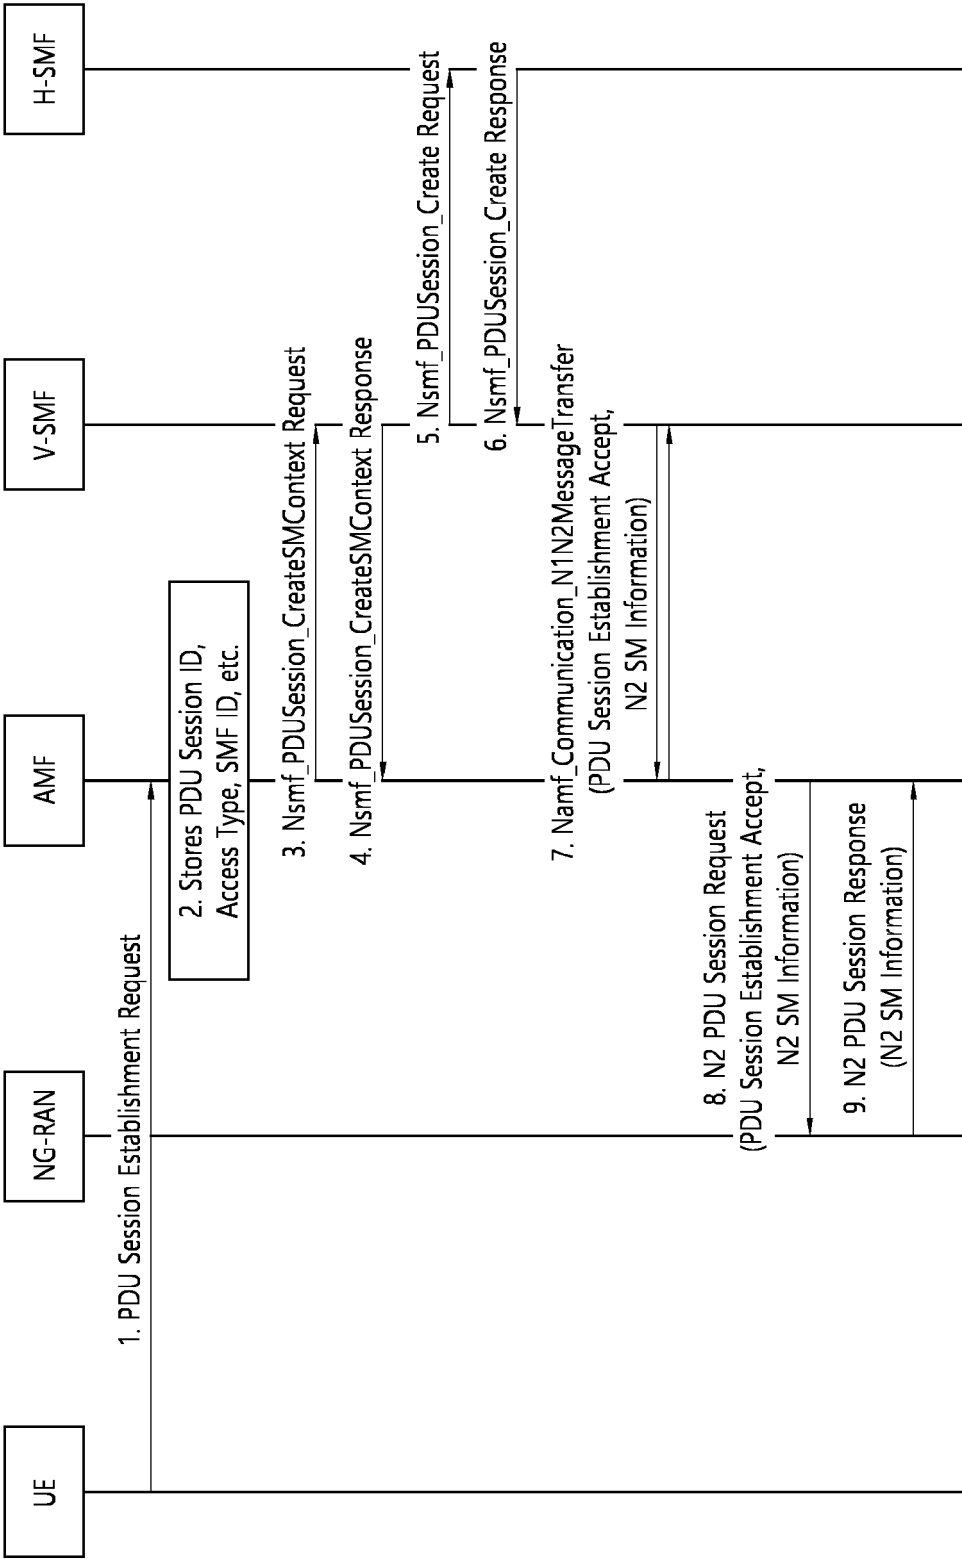 UE
NG-RAN
AMF
V-SMF
H-SMF
1. PDU Session Establishment Request
2. Stores PDU Session ID,
Access Type, SMF ID, etc.
3. Nsmf_PDUSession_CreateSMContext Request
4. Nsmf_PDUSession_CreateSMContext Response
5. Nsmf_PDUSession_Create Request
6. Nsmf_PDUSession_Create Response
7. Namf_Communication_N1N2MessageTransfer
(PDU Session Establishment Accept,
N2 SM Information)
8. N2 PDU Session Request
(PDU Session Establishment Accept,
N2 SM Information)
9. N2 PDU Session Response
(N2 SM Information)